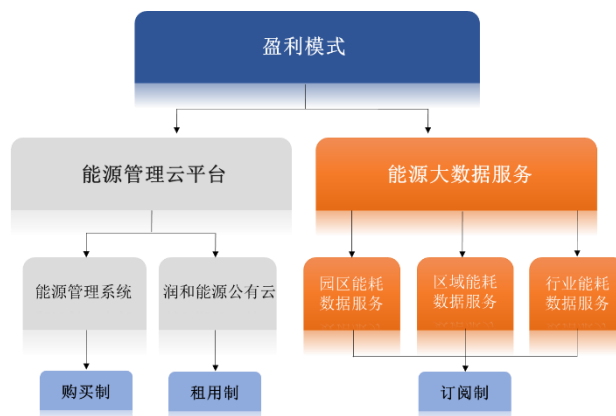 盈利模式
能源管理云平台
能源大数据服务
能源管理系统
润和能源公有云
园区能耗
数据服务
区域能耗
数据服务
行业能耗
数据服务
购买制
租用制
订阅制